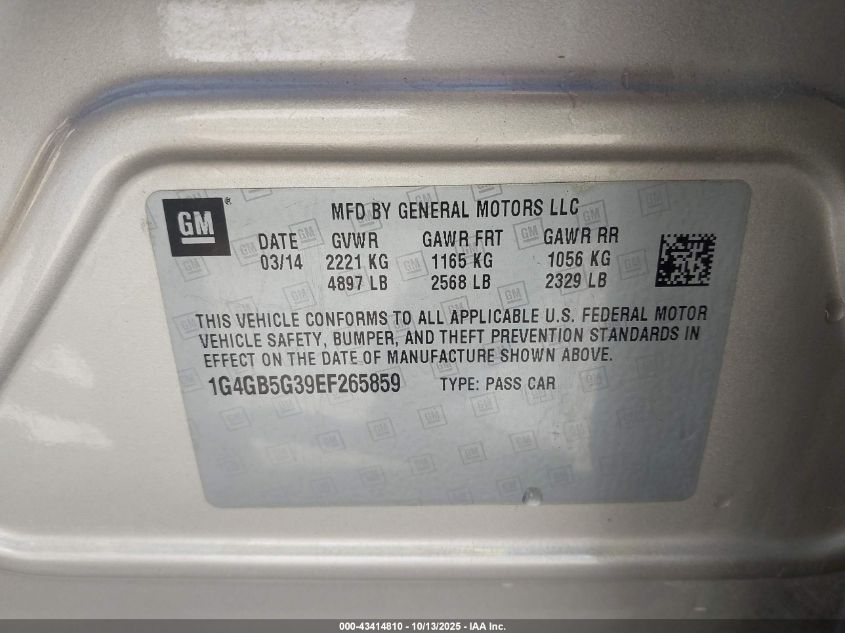 GM ® MFD BY GENERAL MOTORS LLC
DATE GVWR GAWR FRT GAWR RR
03/14 2221 KG 1165 KG 1056 KG
4897 LB 2568 LB 2329 LB
THIS VEHICLE CONFORMS TO ALL APPLICABLE U.S. FEDERAL MOTOR
VEHICLE SAFETY, BUMPER, AND THEFT PREVENTION STANDARDS IN
EFFECT ON THE DATE OF MANUFACTURE SHOWN ABOVE.
1G4GB5G39EF265859 TYPE: PASS CAR
000-43414810 - 10/13/2025 - IAA Inc.